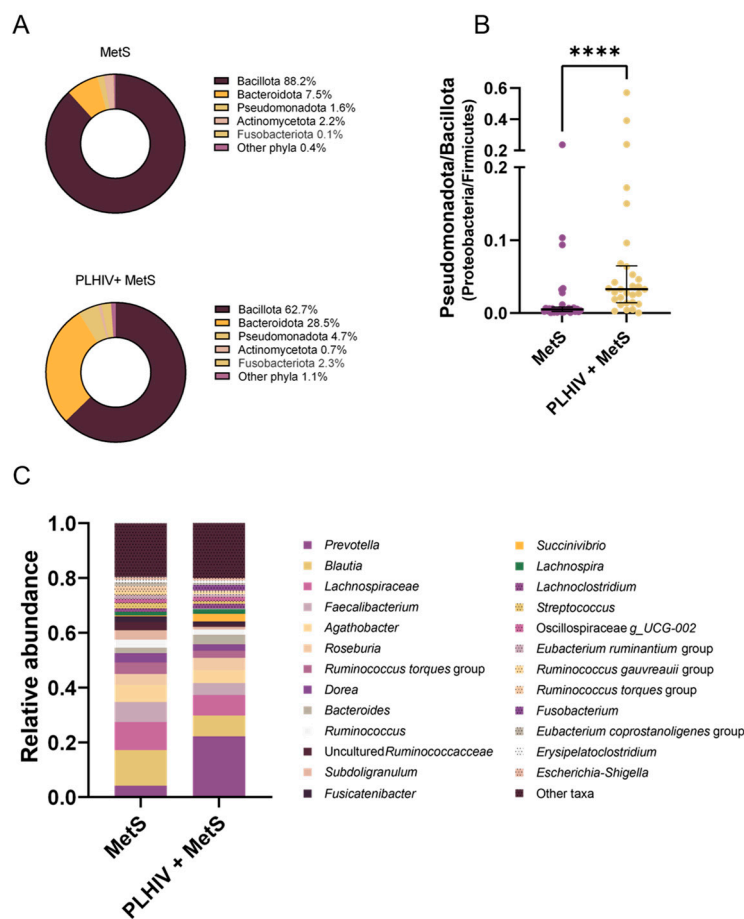 A
MetS
Bacillota 88.2%
Bacteroidota 7.5%
Pseudomonadota 1.6%
Actinomycetota 2.2%
Fusobacteriota 0.1%
Other phyla 0.4%
PLHIV+ MetS
Bacillota 62.7%
Bacteroidota 28.5%
Pseudomonadota 4.7%
Actinomycetota 0.7%
Fusobacteriota 2.3%
Other phyla 1.1%
B
Pseudomonadota/Bacillota
(Proteobacteria/Firmicutes)
****
0.6
0.4
0.2
0.2
0.1
0.0
MetS
PLHIV + MetS
C
Relative abundance
1.0
0.8
0.6
0.4
0.2
0.0
MetS
PLHIV + MetS
Prevotella
Blautia
Lachnospiraceae
Faecalibacterium
Agathobacter
Roseburia
Ruminococcus torques group
Dorea
Bacteroides
Ruminococcus
Uncultured Ruminococcaceae
Subdoligranulum
Fusicatenibacter
Succinivibrio
Lachnospira
Lachnoclostridium
Streptococcus
Oscillospiraceae g_UCG-002
Eubacterium ruminantium group
Ruminococcus gauvreauii group
Ruminococcus torques group
Fusobacterium
Eubacterium coprostanoligenes group
Erysipelatoclostridium
Escherichia-Shigella
Other taxa